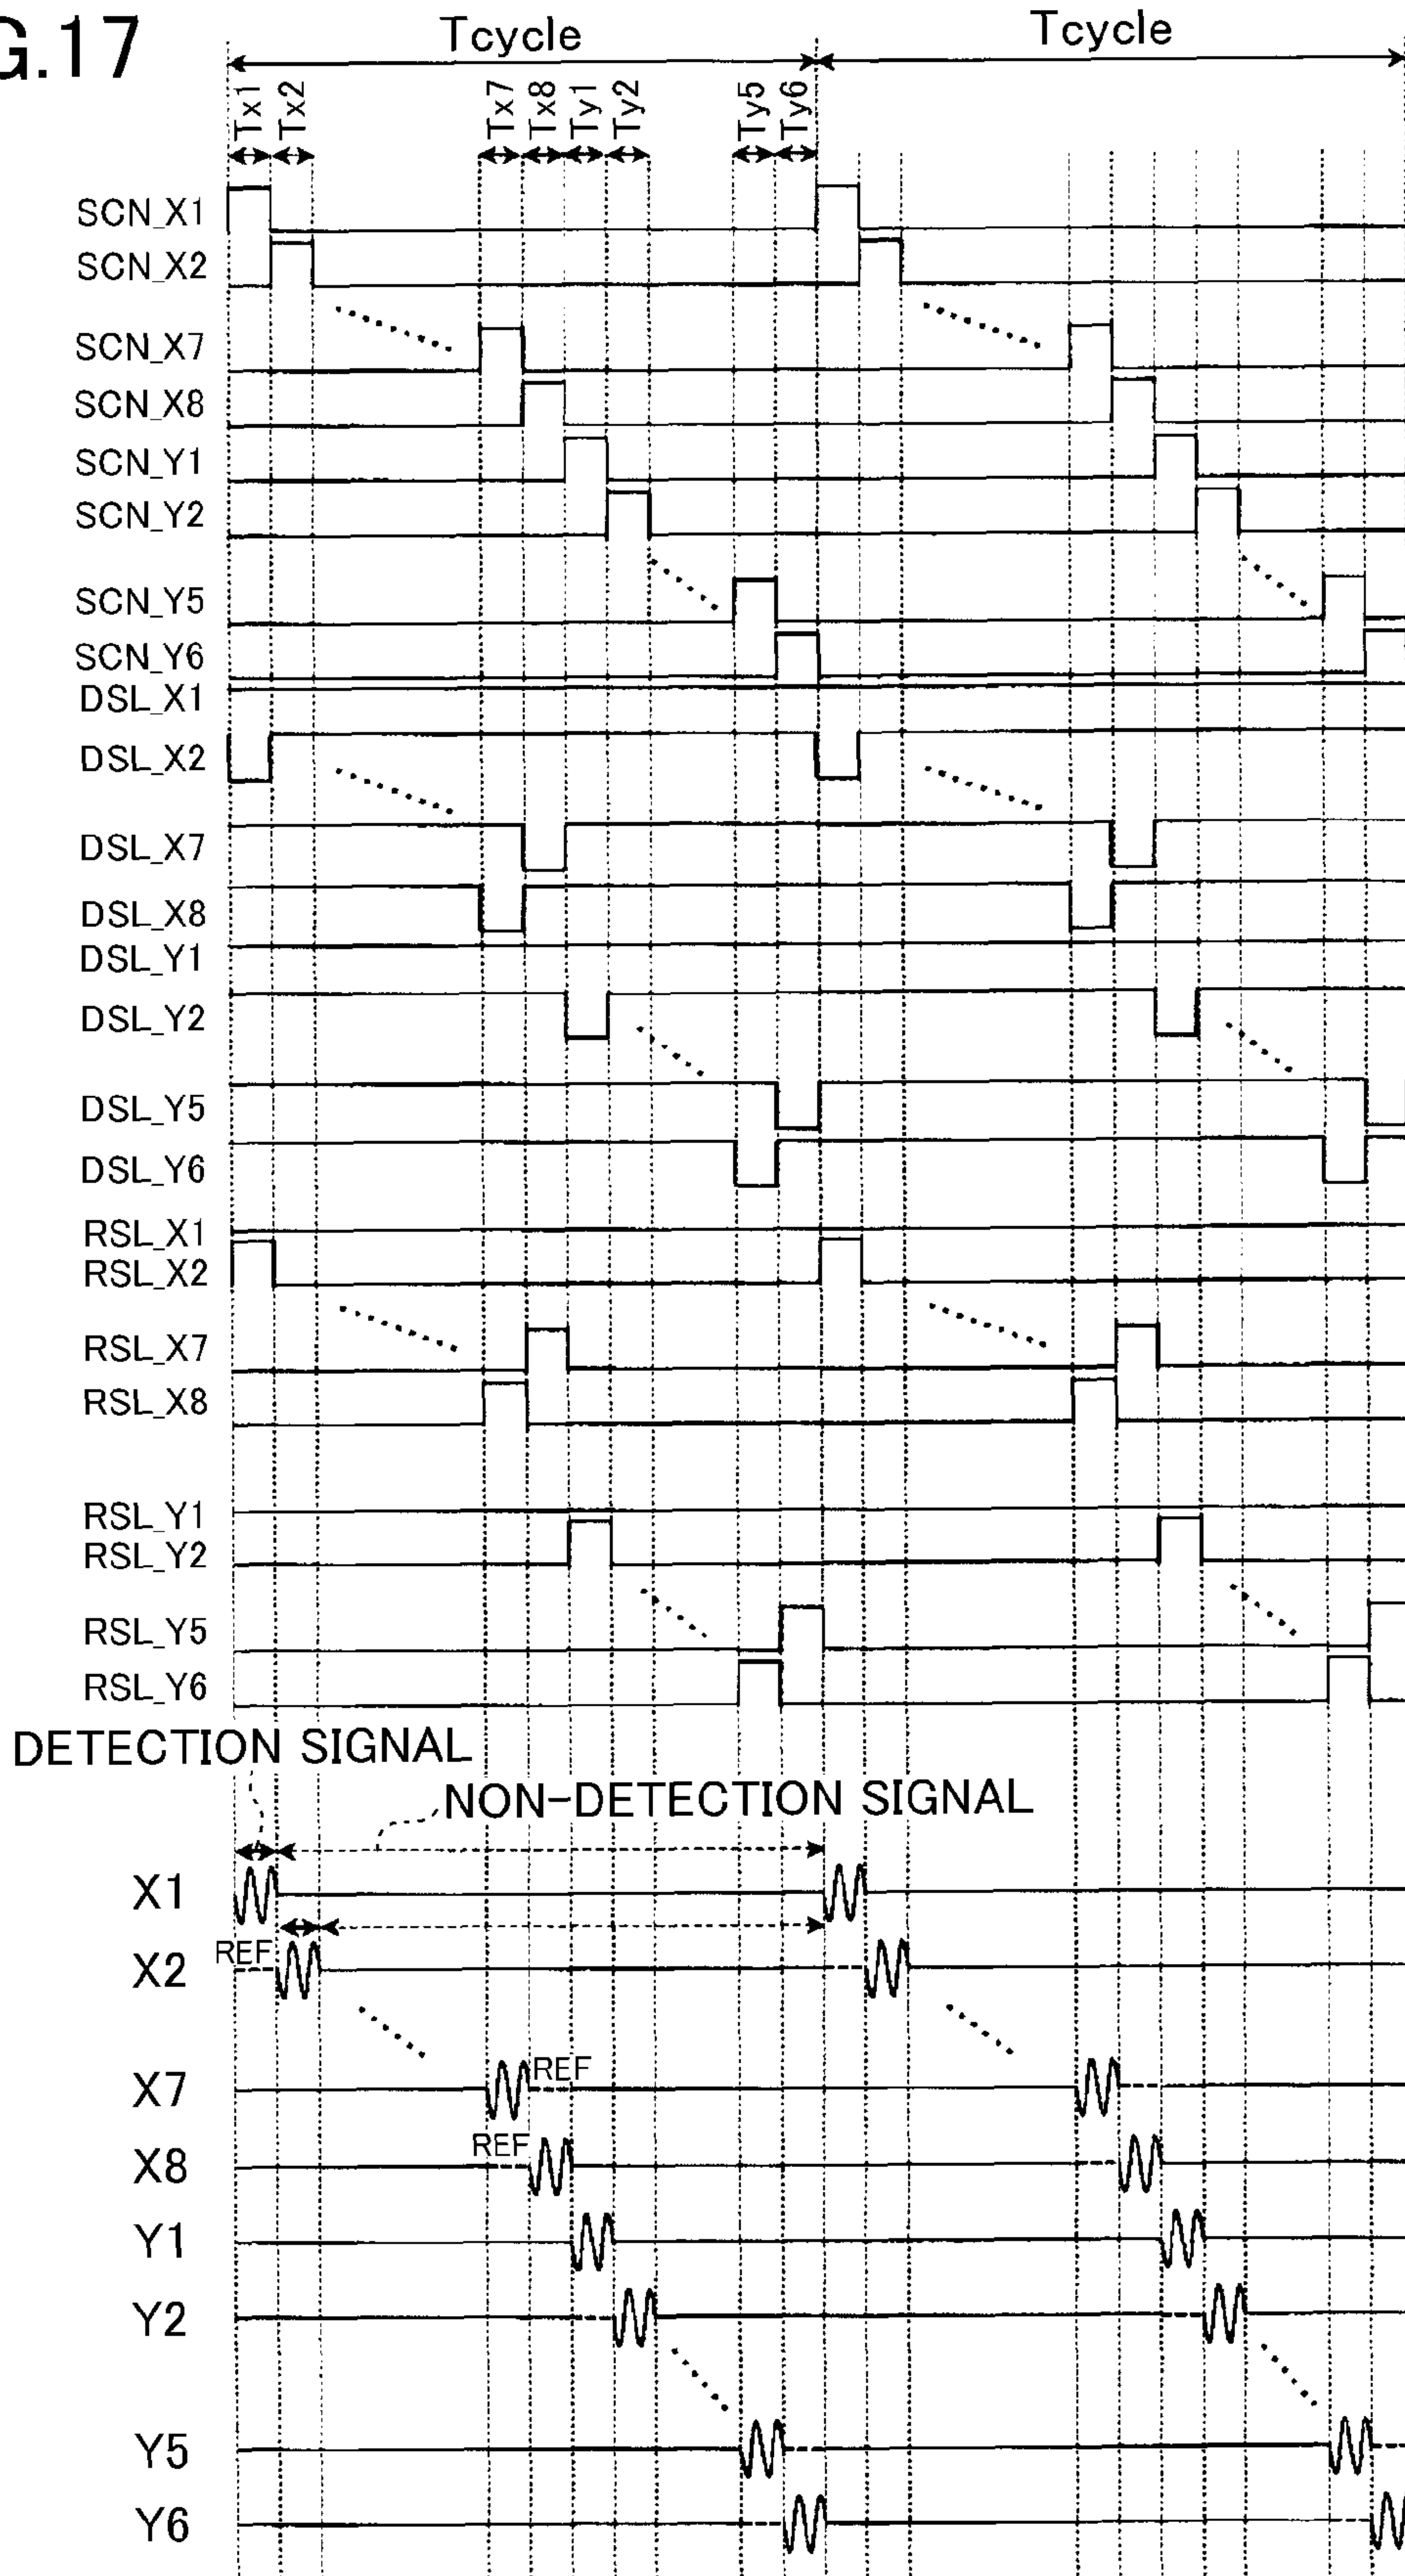 G.17
Tcycle Tcycle
Tx1 Tx2 Tx7 Tx8 Ty1 Ty2 Ty5 Ty6
SCN_X1
SCN_X2
SCN_X7
SCN_X8
SCN_Y1
SCN_Y2
SCN_Y5
SCN_Y6
DSL_X1
DSL_X2
DSL_X7
DSL_X8
DSL_Y1
DSL_Y2
DSL_Y5
DSL_Y6
RSL_X1
RSL_X2
RSL_X7
RSL_X8
RSL_Y1
RSL_Y2
RSL_Y5
RSL_Y6
DETECTION SIGNAL
NON-DETECTION SIGNAL
X1
REF
X2
REF
X7
REF
X8
Y1
Y2
Y5
Y6